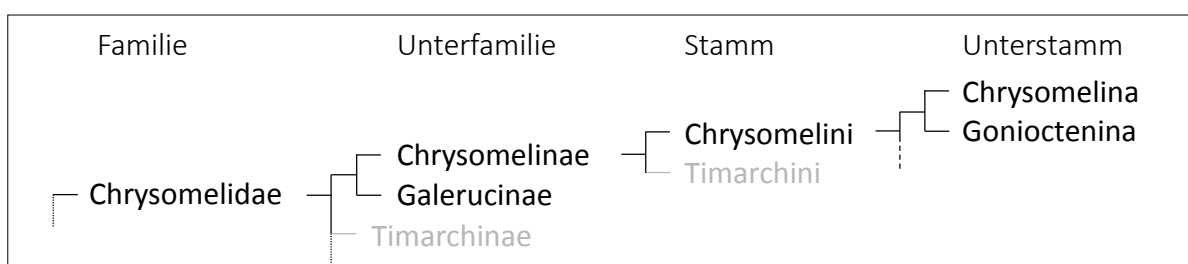 Familie Unterfamilie Stamm Unterstamm
Chrysomelina
Chrysomelini Gonioctenina
Chrysomelinae Timarchini
Chrysomelidae Galerucinae
Timarchinae